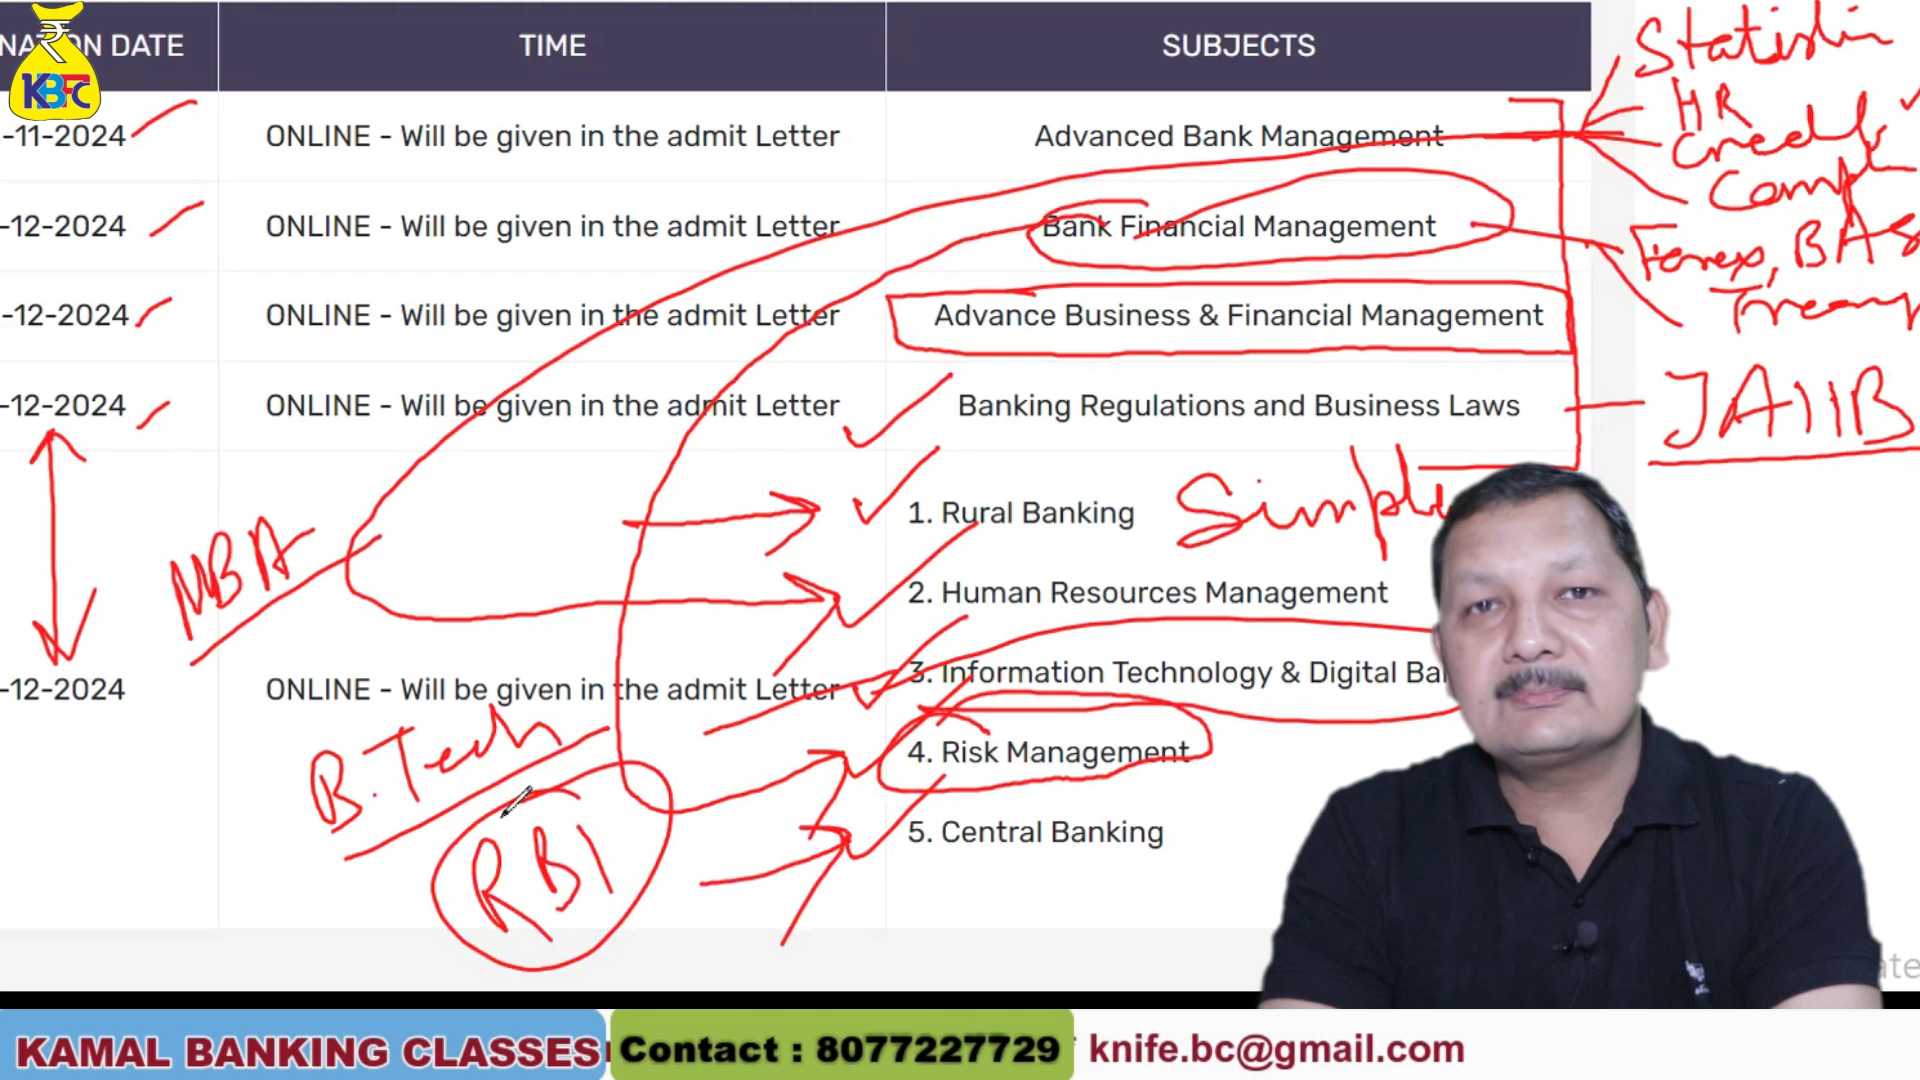 NATION DATE TIME SUBJECTS
KBFC
-11-2024 ONLINE - Will be given in the admit Letter Advanced Bank Management
-12-2024 ONLINE - Will be given in the admit Letter Bank Financial Management
-12-2024 ONLINE - Will be given in the admit Letter Advance Business & Financial Management
-12-2024 ONLINE - Will be given in the admit Letter Banking Regulations and Business Laws
-12-2024 ONLINE - Will be given in the admit Letter
1. Rural Banking
2. Human Resources Management
3. Information Technology & Digital Ba
4. Risk Management
5. Central Banking
HR
Forex, BAS
JAIIB
Simple
MBA
B.Tech
RBI
KAMAL BANKING CLASSES Contact : 8077227729 knife.bc@gmail.com